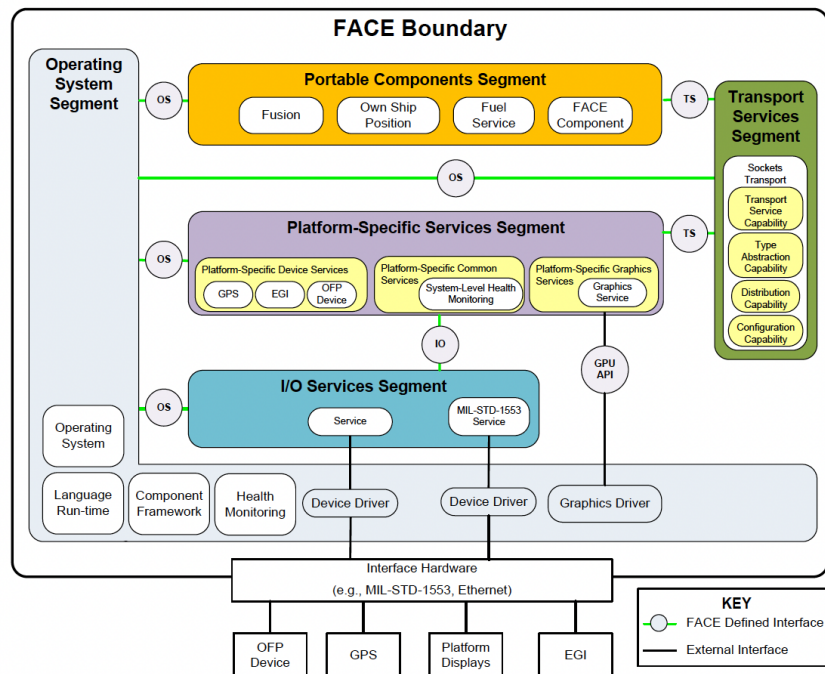 FACE Boundary
Operating
System
Segment
OS
Portable Components Segment
Fusion
Own Ship
Position
Fuel
Service
FACE
Component
TS
Transport
Services
Segment
Sockets
Transport
Transport
Service
Capability
Type
Abstraction
Capability
Distribution
Capability
Configuration
Capability
OS
OS
Platform-Specific Services Segment
TS
Platform-Specific Device Services
GPS
EGI
OFP
Device
Platform-Specific Common
Services
System-Level Health
Monitoring
Platform-Specific Graphics
Services
Graphics
Service
IO
GPU
API
OS
I/O Services Segment
Service
MIL-STD-1553
Service
Operating
System
Language
Run-time
Component
Framework
Health
Monitoring
Device Driver
Device Driver
Graphics Driver
Interface Hardware
(e.g., MIL-STD-1553, Ethernet)
OFP
Device
GPS
Platform
Displays
EGI
KEY
FACE Defined Interface
External Interface